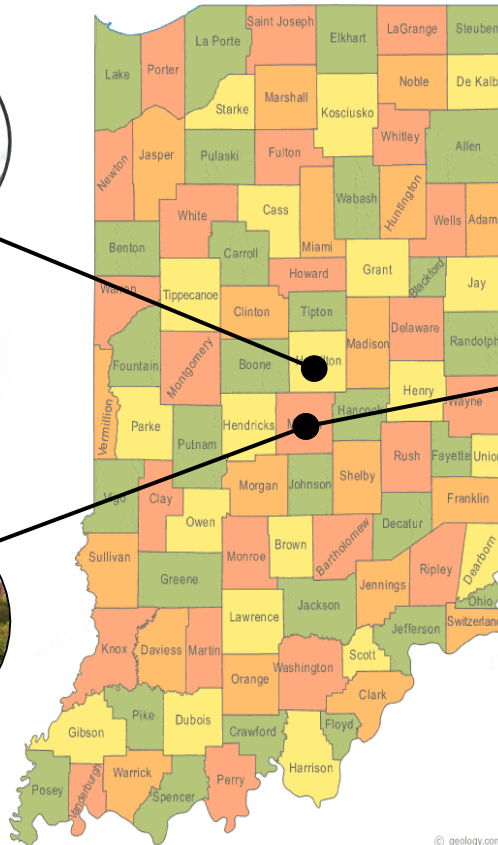 Saint Joseph
LaGrange
Steuben
La Porte
Elkhart
Lake
Porter
Noble
De Kalb
Marshall
Starke
Kosciusko
Whitley
Allen
Newton
Jasper
Pulaski
Fulton
Wabash
Huntington
Wells
Adam
White
Cass
Miami
Benton
Carroll
Grant
Blackford
Jay
Howard
Warren
Tippecanoe
Clinton
Tipton
Delaware
Randolph
Madison
Fountain
Montgomery
Boone
Hamilton
Henry
Wayne
Hancock
Vermillion
Parke
Hendricks
Putnam
Rush
Fayette
Union
Vigo
Clay
Morgan
Johnson
Shelby
Franklin
Owen
Decatur
Sullivan
Monroe
Brown
Bartholomew
Dearborn
Greene
Jennings
Ripley
Ohio
Jackson
Lawrence
Jefferson
Switzerland
Knox
Daviess
Martin
Washington
Scott
Orange
Clark
Pike
Dubois
Gibson
Crawford
Floyd
Posey
Vanderburgh
Warrick
Spencer
Perry
Harrison
© geology.com